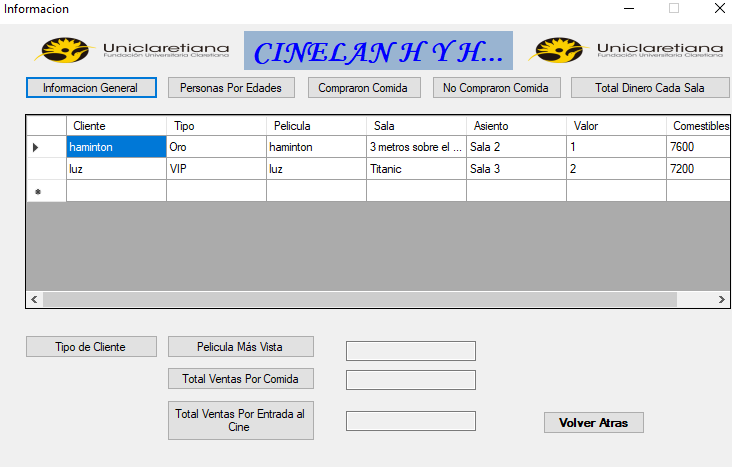 Informacion
Uniclaretiana
Fundación Universitaria Claretiana
CINELAN H Y H...
Uniclaretiana
Fundación Universitaria Claretiana
Informacion General
Personas Por Edades
Compraron Comida
No Compraron Comida
Total Dinero Cada Sala
Cliente Tipo Pelicula Sala Asiento Valor Comestibles
haminton Oro haminton 3 metros sobre el ... Sala 2 1 7600
luz VIP Titanic Sala 3 2 7200
Tipo de Cliente
Pelicula Más Vista
Total Ventas Por Comida
Total Ventas Por Entrada al
Cine
Volver Atras